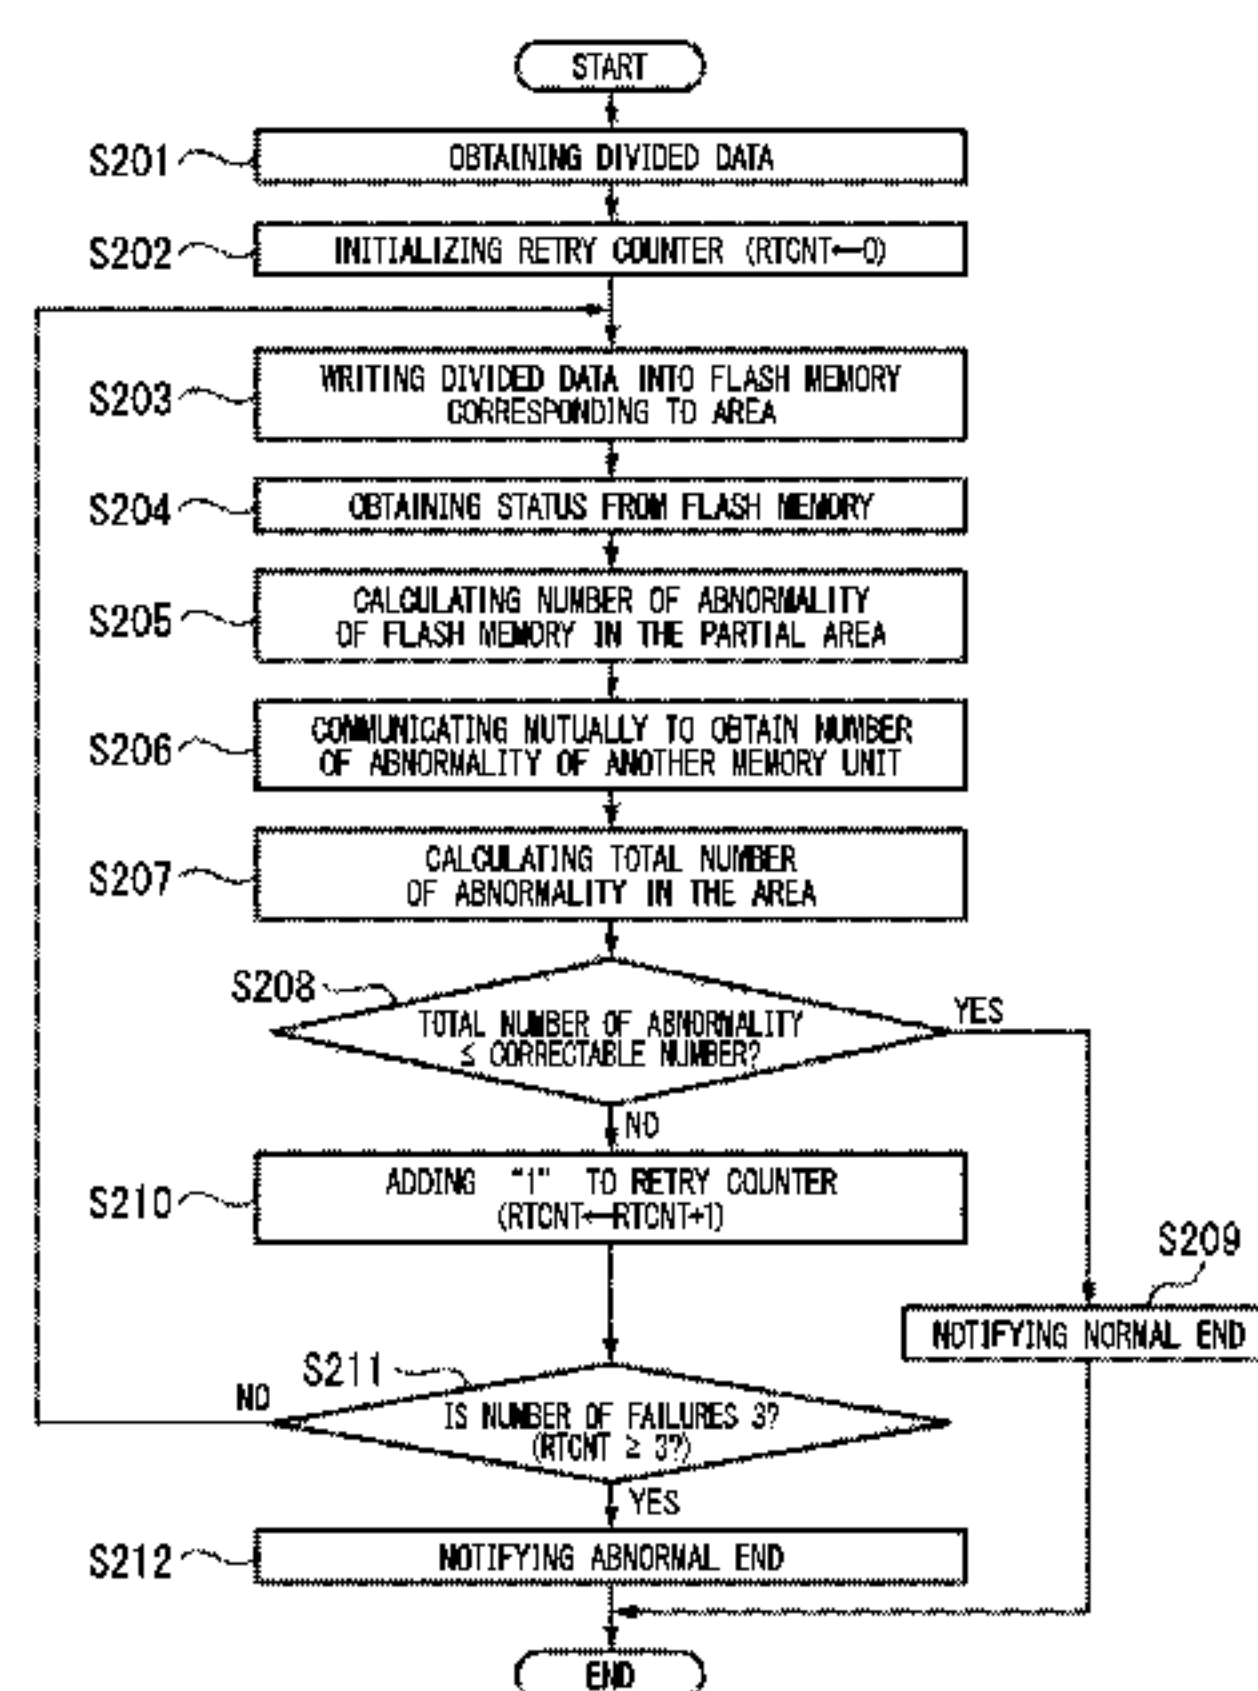 START
S201
OBTAINING DIVIDED DATA
S202
INITIALIZING RETRY COUNTER (RTCNT←0)
S203
WRITING DIVIDED DATA INTO FLASH MEMORY
CORRESPONDING TO AREA
S204
OBTAINING STATUS FROM FLASH MEMORY
S205
CALCULATING NUMBER OF ABNORMALITY
OF FLASH MEMORY IN THE PARTIAL AREA
S206
COMMUNICATING MUTUALLY TO OBTAIN NUMBER
OF ABNORMALITY OF ANOTHER MEMORY UNIT
S207
CALCULATING TOTAL NUMBER
OF ABNORMALITY IN THE AREA
S208
TOTAL NUMBER OF ABNORMALITY
≤ CORRECTABLE NUMBER?
YES
NO
S210
ADDING “1” TO RETRY COUNTER
(RTCNT←RTCNT+1)
S209
NOTIFYING NORMAL END
S211
NO
IS NUMBER OF FAILURES 3?
(RTCNT ≥ 3?)
YES
S212
NOTIFYING ABNORMAL END
END